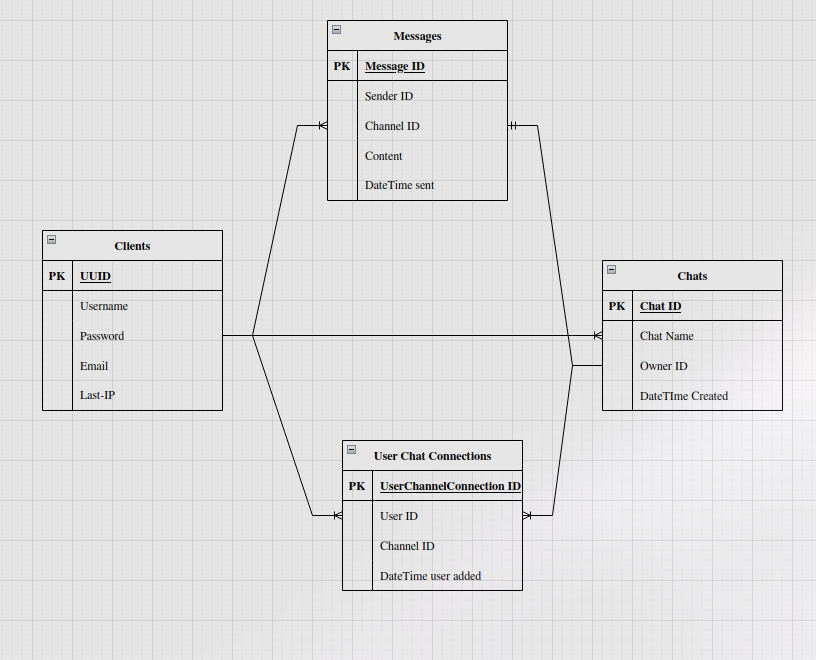 Messages
PK Message ID
Sender ID
Channel ID
Content
DateTime sent
Clients
PK UUID
Username
Password
Email
Last-IP
Chats
PK Chat ID
Chat Name
Owner ID
DateTIme Created
User Chat Connections
PK UserChannelConnection ID
User ID
Channel ID
DateTime user added